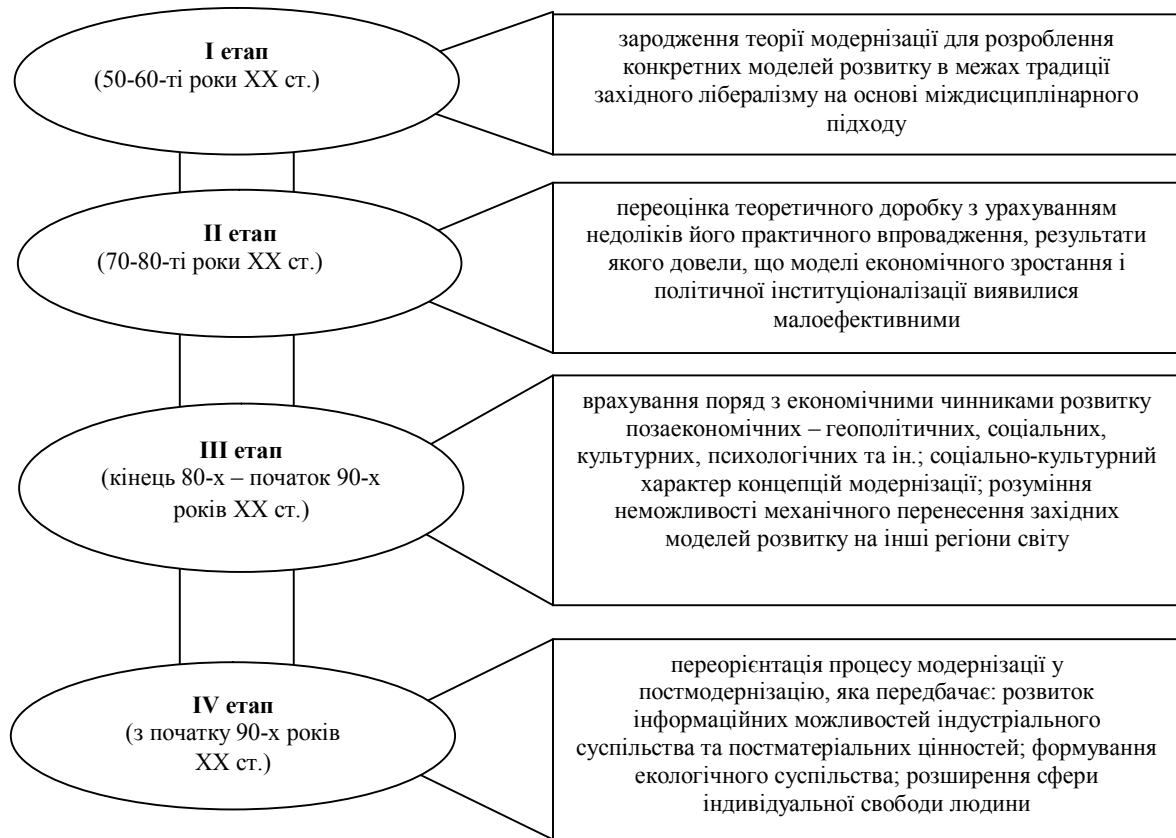 I етап
(50-60-ті роки ХХ ст.)
зародження теорії модернізації для розроблення
конкретних моделей розвитку в межах традиції
західного лібералізму на основі міждисциплінарного
підходу
II етап
(70-80-ті роки ХХ ст.)
переоцінка теоретичного доробку з урахуванням
недоліків його практичного впровадження, результати
якого довели, що моделі економічного зростання і
політичної інституціоналізації виявилися
малоефективними
III етап
(кінець 80-х – початок 90-х
років ХХ ст.)
врахування поряд з економічними чинниками розвитку
позаекономічних – геополітичних, соціальних,
культурних, психологічних та ін.; соціально-культурний
характер концепцій модернізації; розуміння
неможливості механічного перенесення західних
моделей розвитку на інші регіони світу
IV етап
(з початку 90-х років
ХХ ст.)
переорієнтація процесу модернізації у
постмодернізацію, яка передбачає: розвиток
інформаційних можливостей індустріального
суспільства та постматеріальних цінностей; формування
екологічного суспільства; розширення сфери
індивідуальної свободи людини